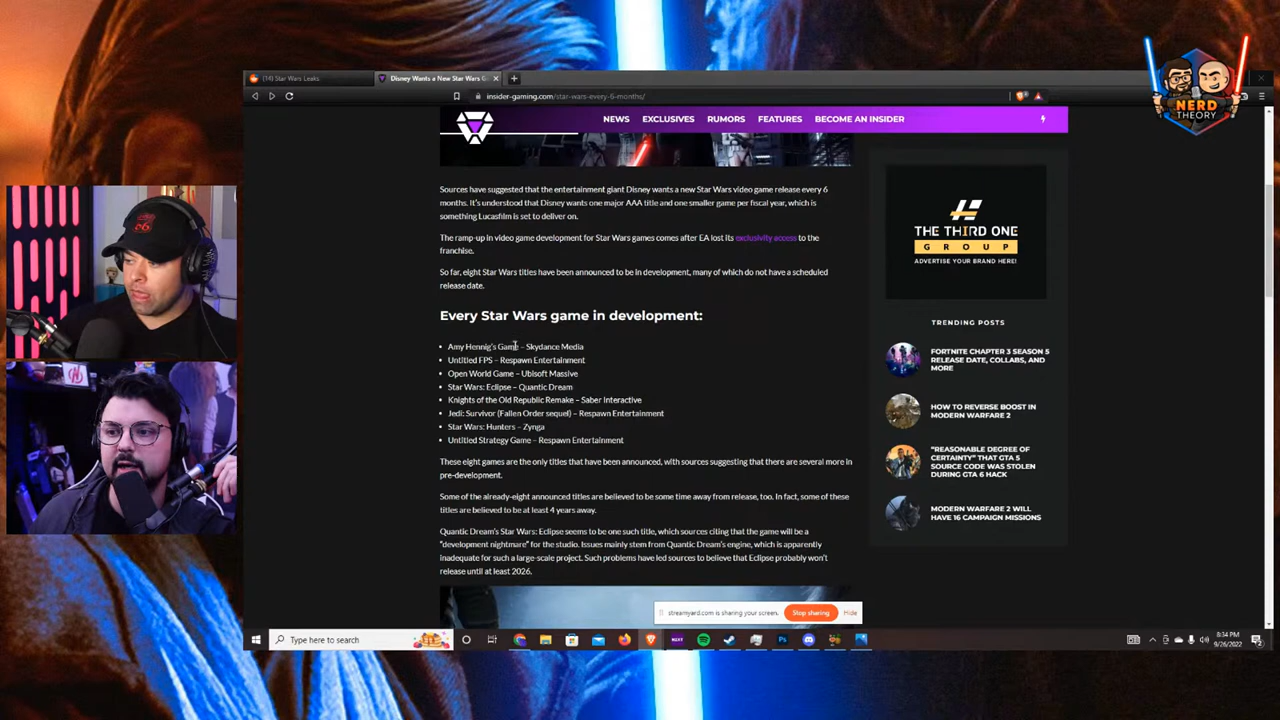 NERD
THEORY
(14) Star Wars Leaks
Disney Wants a New Star Wars G
insider-gaming.com/star-wars-every-6-months/
NEWS EXCLUSIVES RUMORS FEATURES BECOME AN INSIDER
Sources have suggested that the entertainment giant Disney wants a new Star Wars video game release every 6
months. It's understood that Disney wants one major AAA title and one smaller game per fiscal year, which is
something Lucasfilm is set to deliver on.
The ramp-up in video game development for Star Wars games comes after EA lost its exclusivity access to the
franchise.
So far, eight Star Wars titles have been announced to be in development, many of which do not have a scheduled
release date.
Every Star Wars game in development:
• Amy Hennig's Game – Skydance Media
• Untitled FPS – Respawn Entertainment
• Open World Game – Ubisoft Massive
• Star Wars: Eclipse – Quantic Dream
• Knights of the Old Republic Remake – Saber Interactive
• Jedi: Survivor (Fallen Order sequel) – Respawn Entertainment
• Star Wars: Hunters – Zynga
• Untitled Strategy Game – Respawn Entertainment
These eight games are the only titles that have been announced, with sources suggesting that there are several more in
pre-development.
Some of the already-eight announced titles are believed to be some time away from release, too. In fact, some of these
titles are believed to be at least 4 years away.
Quantic Dream's Star Wars: Eclipse seems to be one such title, which sources citing that the game will be a
"development nightmare" for the studio. Issues mainly stem from Quantic Dream's engine, which is apparently
inadequate for such a large-scale project. Such problems have led sources to believe that Eclipse probably won't
release until at least 2026.
THE THIRD ONE
GROUP
ADVERTISE YOUR BRAND HERE!
TRENDING POSTS
FORTNITE CHAPTER 3 SEASON 5
RELEASE DATE, COLLABS, AND
MORE
HOW TO REVERSE BOOST IN
MODERN WARFARE 2
"REASONABLE DEGREE OF
CERTAINTY" THAT GTA 5
SOURCE CODE WAS STOLEN
DURING GTA 6 HACK
MODERN WARFARE 2 WILL
HAVE 16 CAMPAIGN MISSIONS
streamyard.com is sharing your screen.
Stop sharing
Hide
Type here to search
8:34 PM
9/26/2022